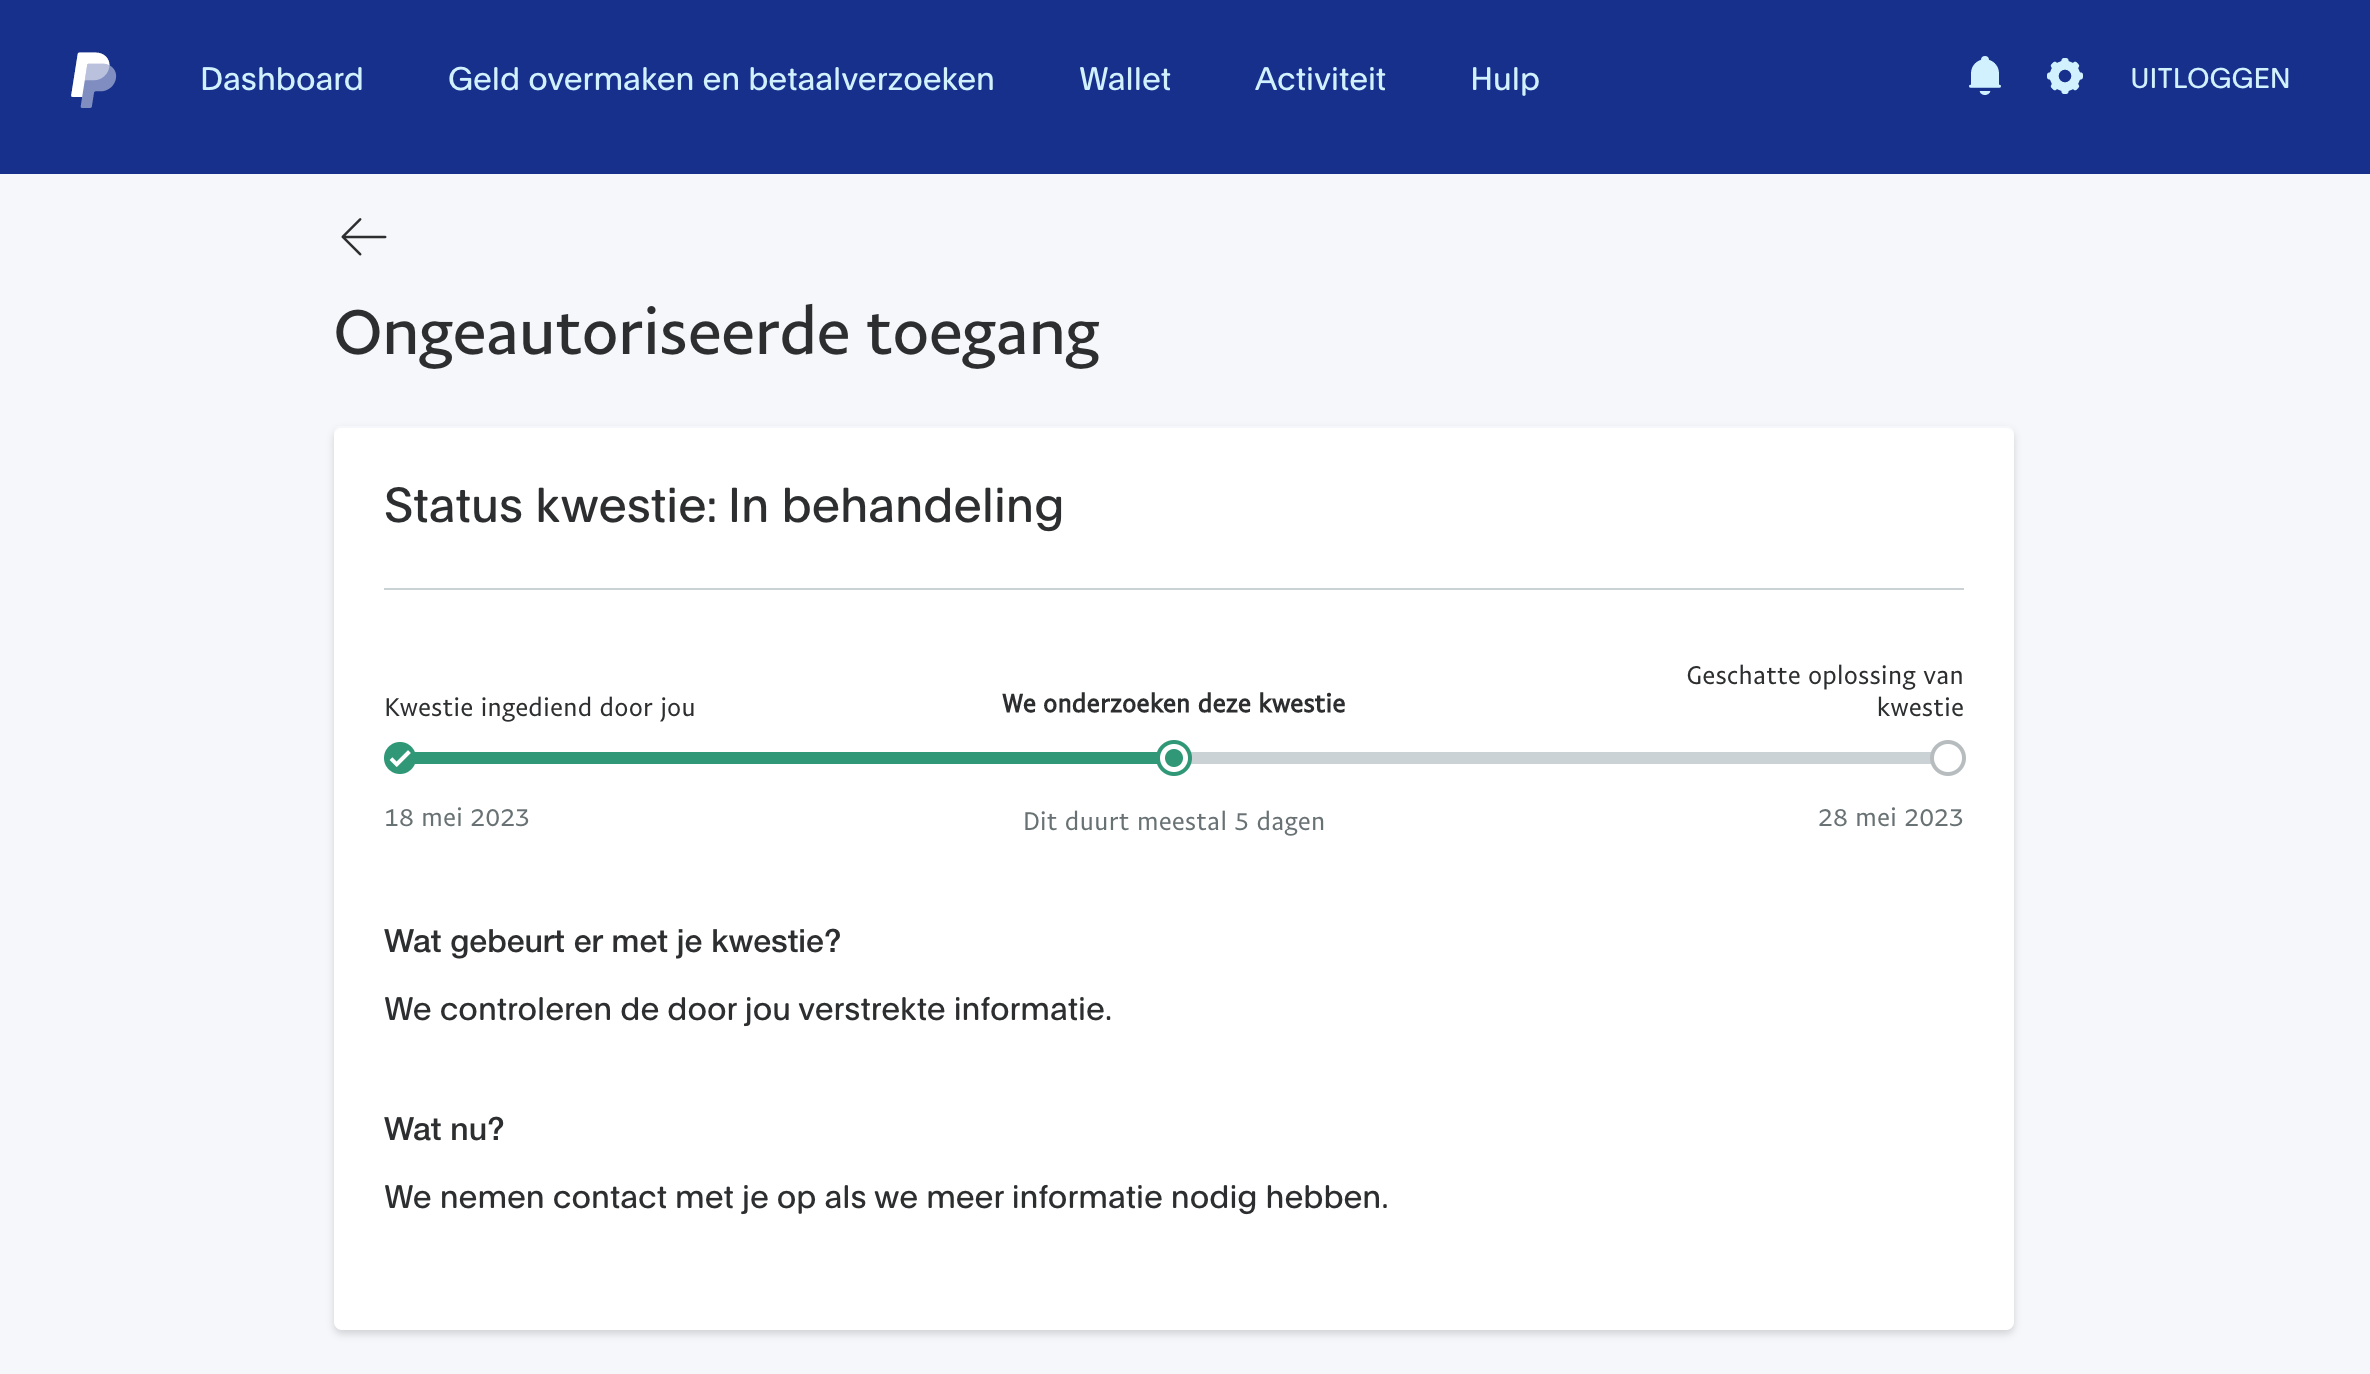 Dashboard Geld overmaken en betaalverzoeken Wallet Activiteit Hulp UITLOGGEN
Ongeautoriseerde toegang
Status kwestie: In behandeling
Kwestie ingediend door jou
We onderzoeken deze kwestie
Geschatte oplossing van
kwestie
18 mei 2023
Dit duurt meestal 5 dagen
28 mei 2023
Wat gebeurt er met je kwestie?
We controleren de door jou verstrekte informatie.
Wat nu?
We nemen contact met je op als we meer informatie nodig hebben.